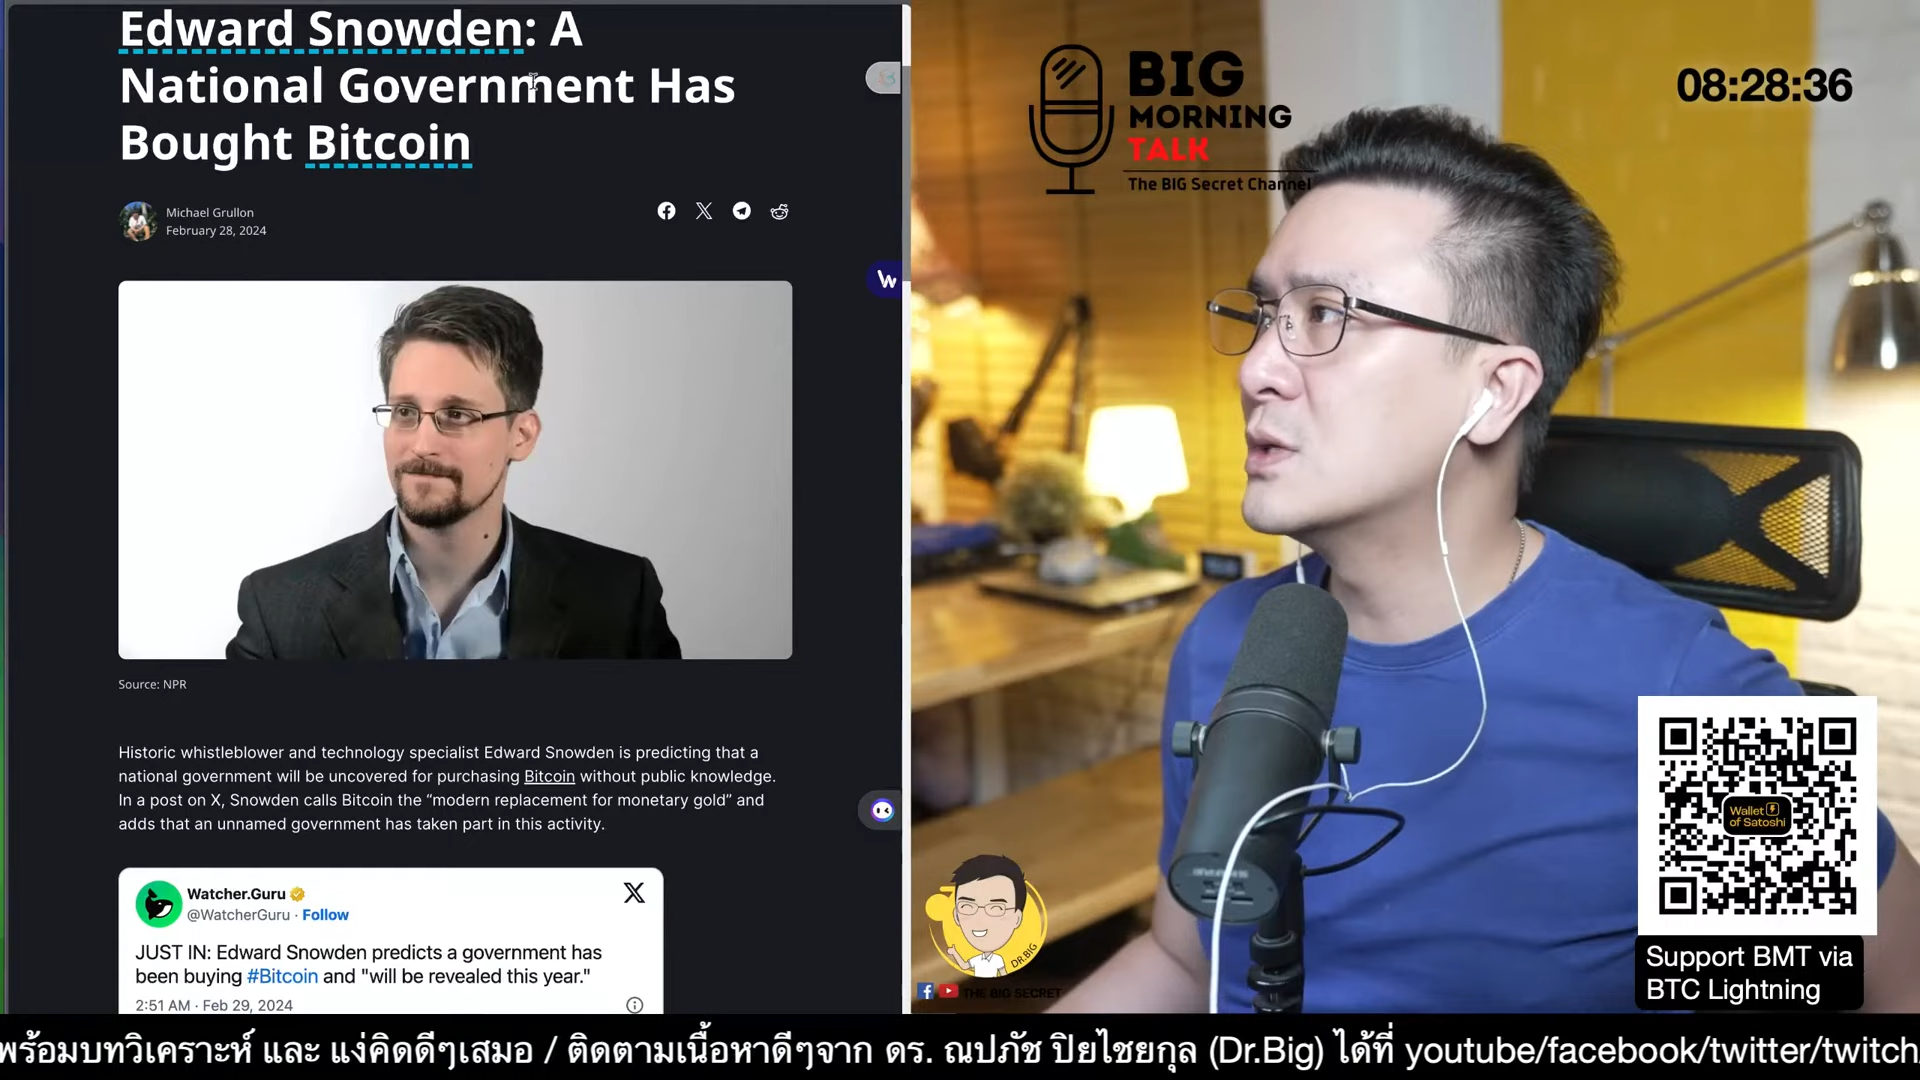 Edward Snowden: A
National Government Has
Bought Bitcoin
Michael Grullon
February 28, 2024
Source: NPR
Historic whistleblower and technology specialist Edward Snowden is predicting that a
national government will be uncovered for purchasing Bitcoin without public knowledge.
In a post on X, Snowden calls Bitcoin the “modern replacement for monetary gold” and
adds that an unnamed government has taken part in this activity.
Watcher.Guru
@WatcherGuru · Follow
JUST IN: Edward Snowden predicts a government has
been buying #Bitcoin and "will be revealed this year."
2:51 AM · Feb 29, 2024
BIG
MORNING
TALK
The BIG Secret Channel
08:28:36
Wallet
of Satoshi
Support BMT via
BTC Lightning
DR.BIG
THE BIG SECRET
พร้อมบทวิเคราะห์ และ แง่คิดดีๆเสมอ / ติดตามเนื้อหาดีๆจาก ดร. ณปภัช ปิยไชยกุล (Dr.Big) ได้ที่ youtube/facebook/twitter/twitch